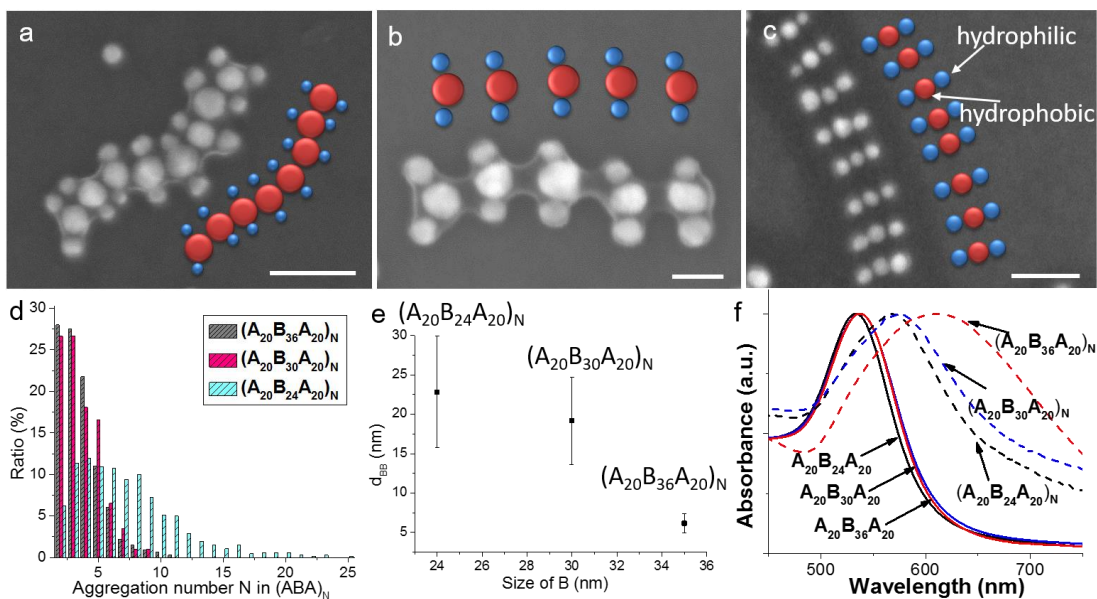 a
b
c
hydrophilic
hydrophobic
d
30
25
20
15
10
5
0
Ratio (%)
(A₂₀B₃₆A₂₀)N
(A₂₀B₃₀A₂₀)N
(A₂₀B₂₄A₂₀)N
5
10
15
20
25
Aggregation number N in (ABA)N
e
(A₂₀B₂₄A₂₀)N
(A₂₀B₃₀A₂₀)N
(A₂₀B₃₆A₂₀)N
30
25
20
15
10
5
dBB (nm)
24
26
28
30
32
34
36
Size of B (nm)
f
Absorbance (a.u.)
(A₂₀B₃₆A₂₀)N
(A₂₀B₃₀A₂₀)N
(A₂₀B₂₄A₂₀)N
A₂₀B₂₄A₂₀
A₂₀B₃₀A₂₀
A₂₀B₃₆A₂₀
500
600
700
Wavelength (nm)